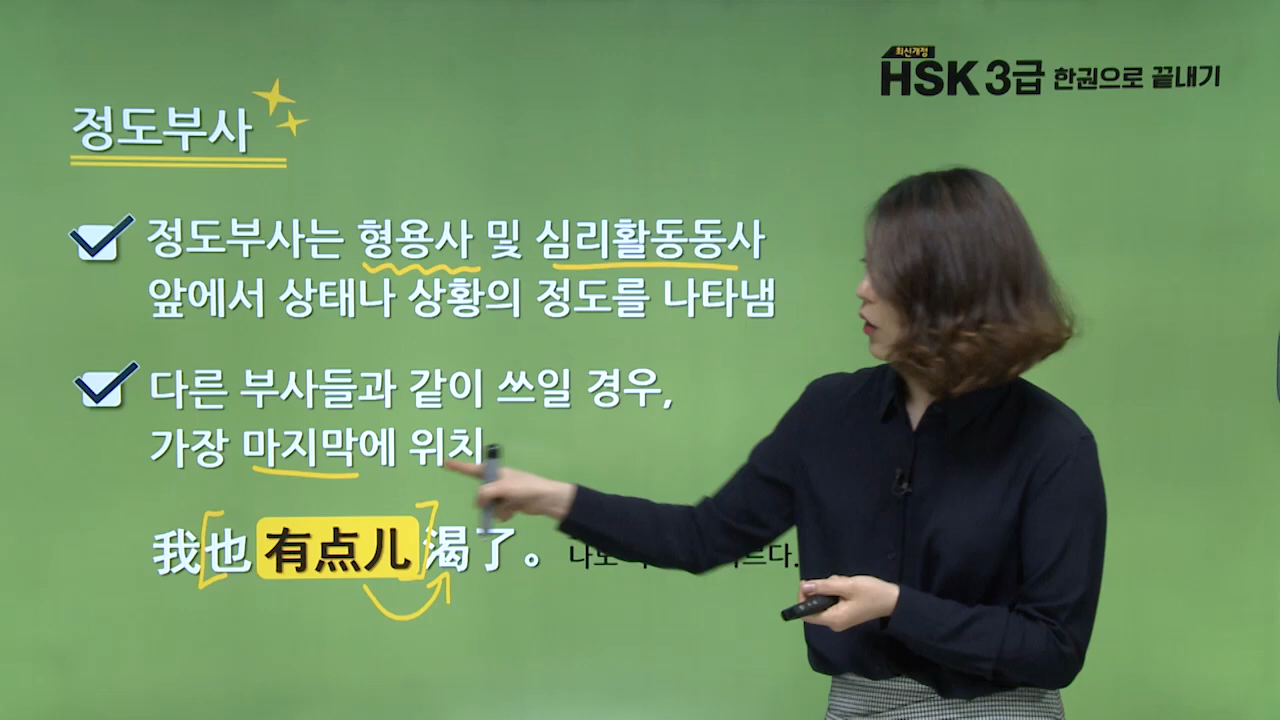 최신개정
HSK 3급 한권으로 끝내기
정도부사
정도부사는 형용사 및 심리활동동사
앞에서 상태나 상황의 정도를 나타냄
다른 부사들과 같이 쓰일 경우,
가장 마지막에 위치
我也有点儿渴了。